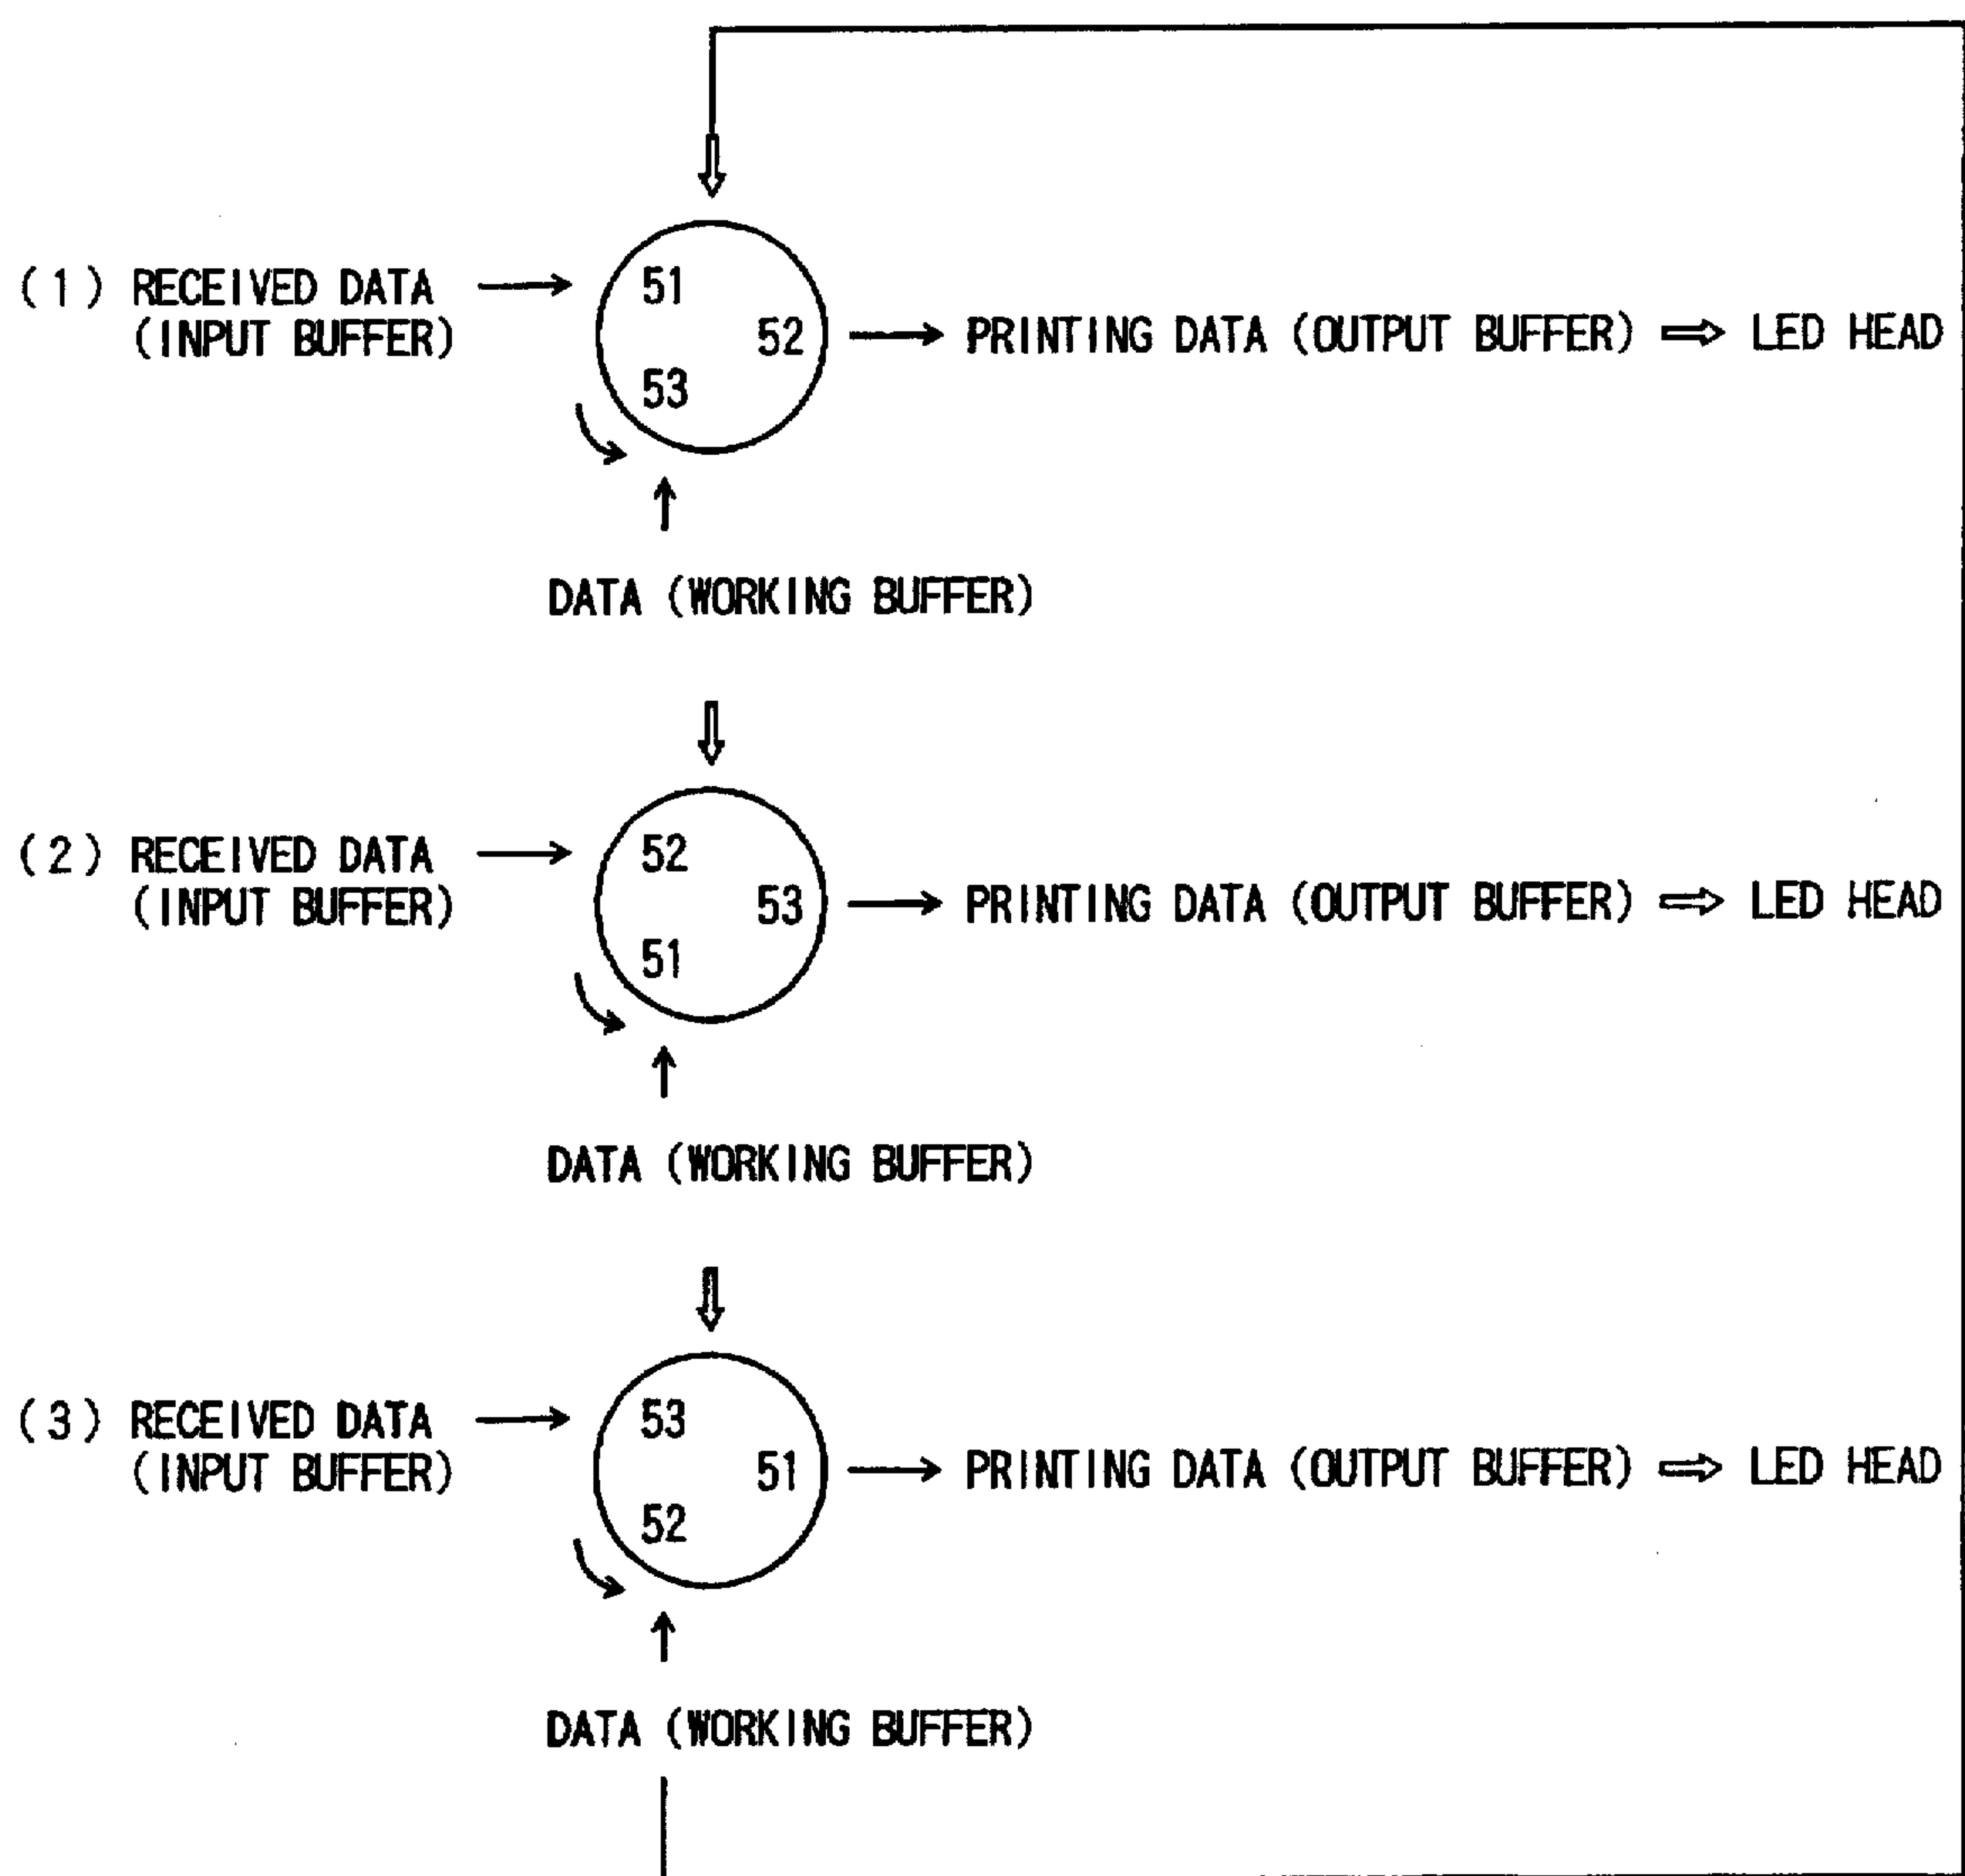 (1) RECEIVED DATA
(INPUT BUFFER)
51
52
53
PRINTING DATA (OUTPUT BUFFER)
LED HEAD
DATA (WORKING BUFFER)
(2) RECEIVED DATA
(INPUT BUFFER)
52
53
51
PRINTING DATA (OUTPUT BUFFER)
LED HEAD
DATA (WORKING BUFFER)
(3) RECEIVED DATA
(INPUT BUFFER)
53
51
52
PRINTING DATA (OUTPUT BUFFER)
LED HEAD
DATA (WORKING BUFFER)